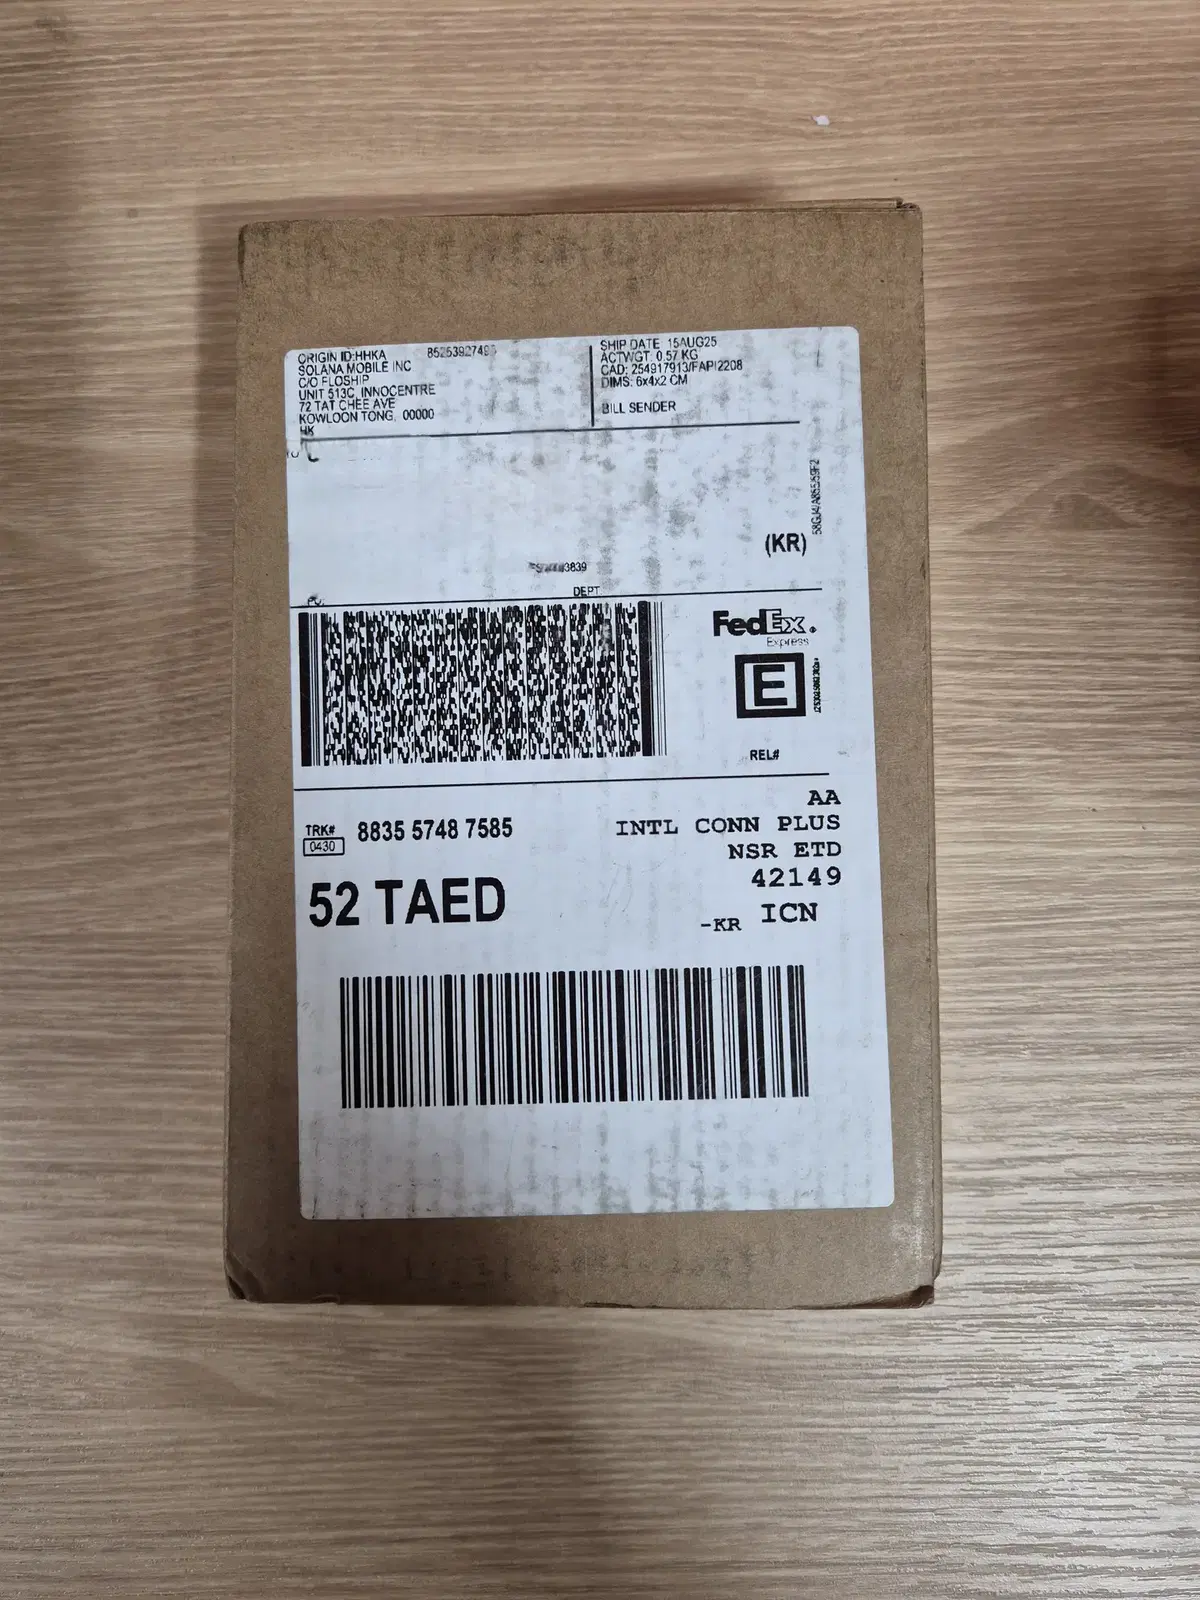 ORIGIN ID:HHKA
SOLANA MOBILE INC
C/O FLOSHIP
UNIT 513C, INNOCENTRE
72 TAT CHEE AVE
KOWLOON TONG, 00000
HK
SHIP DATE 15AUG25
ACTWGT: 0.57 KG
CAD: 254917913/FAPI2208
DIMS: 6x4x2 CM
BILL SENDER
(KR)
3839
DEPT
FedEx
Express
E
REL#
TRK# 8835 5748 7585
0430
52 TAED
AA
INTL CONN PLUS
NSR ETD
42149
-KR ICN